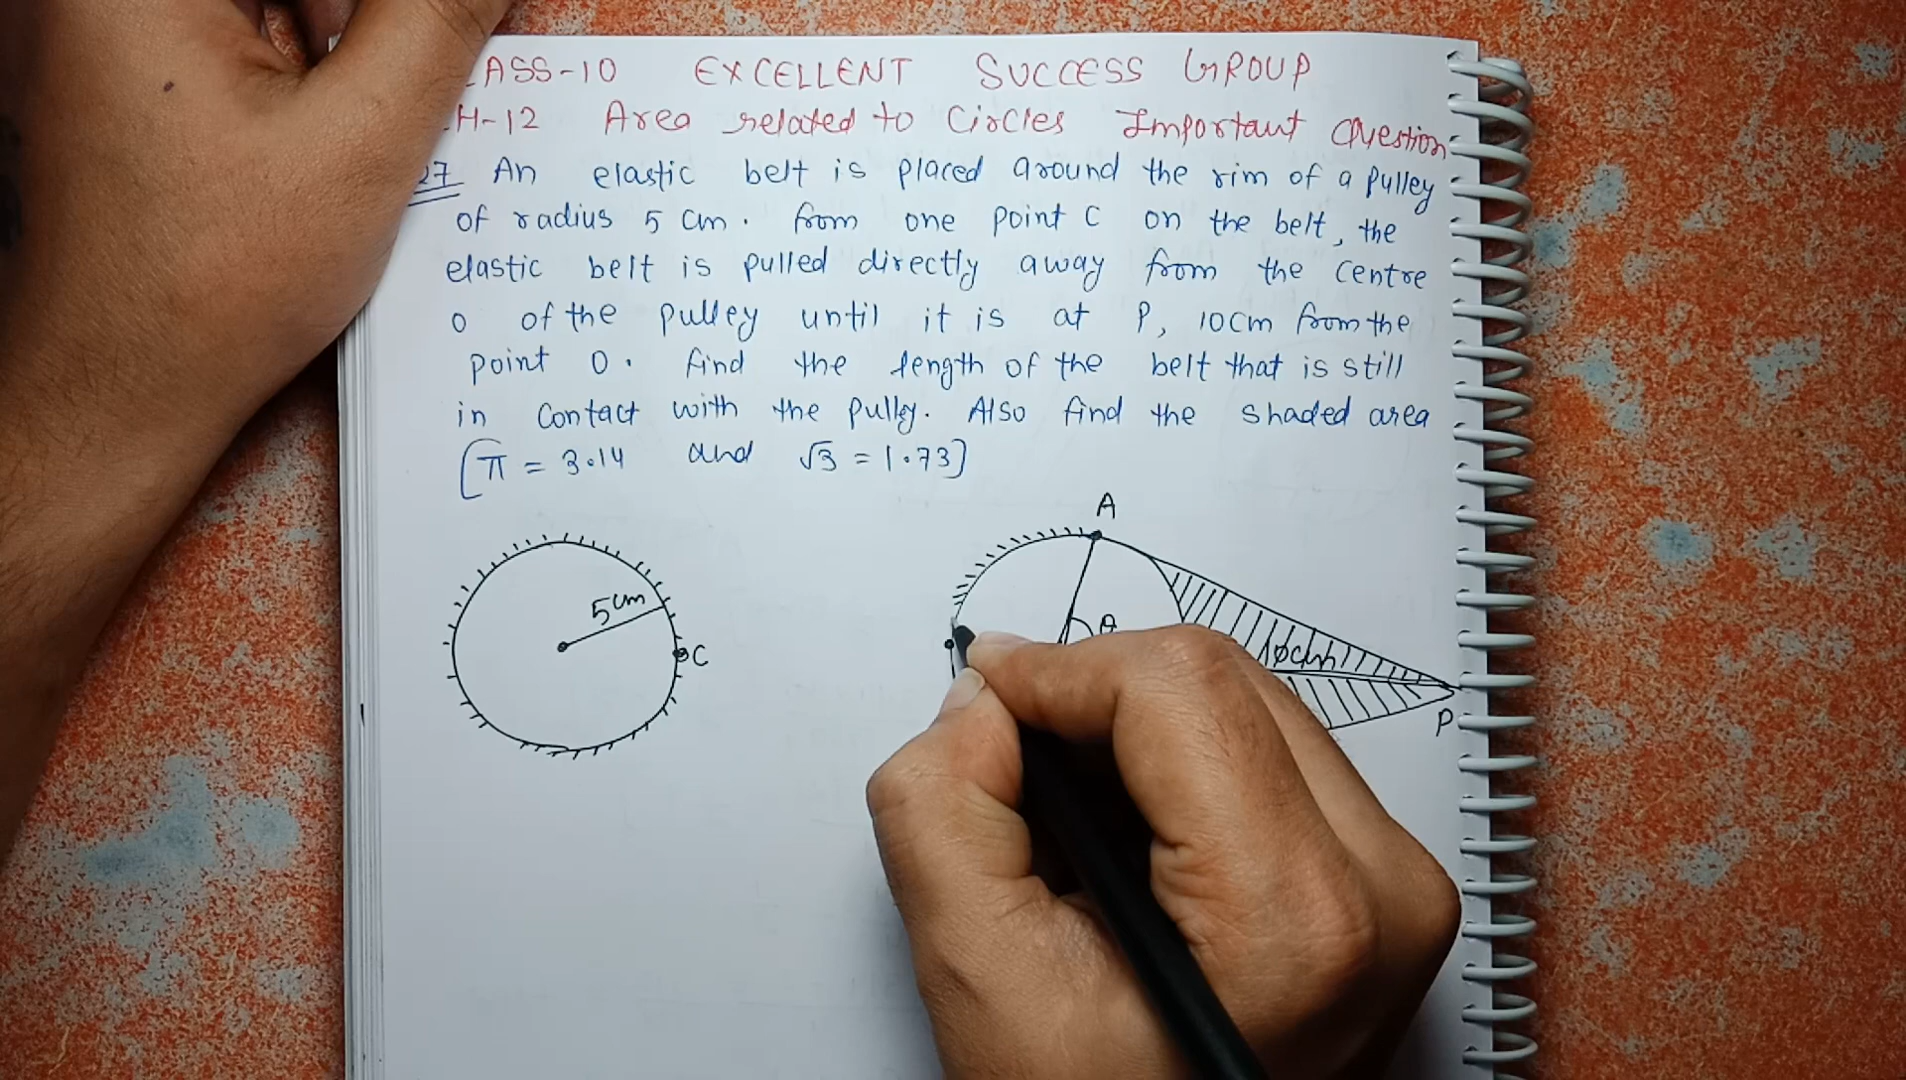 ASS-10 EXCELLENT SUCCESS GROUP
H-12 Area related to Circles Important Question
27 An elastic belt is placed around the rim of a pulley
of radius 5 cm. from one point C on the belt, the
elastic belt is pulled directly away from the centre
O of the pulley until it is at P, 10cm from the
point O. find the length of the belt that is still
in contact with the pulley. Also find the shaded area
[π = 3.14 and √3 = 1.73]
A
5cm
θ
10cm
C
P